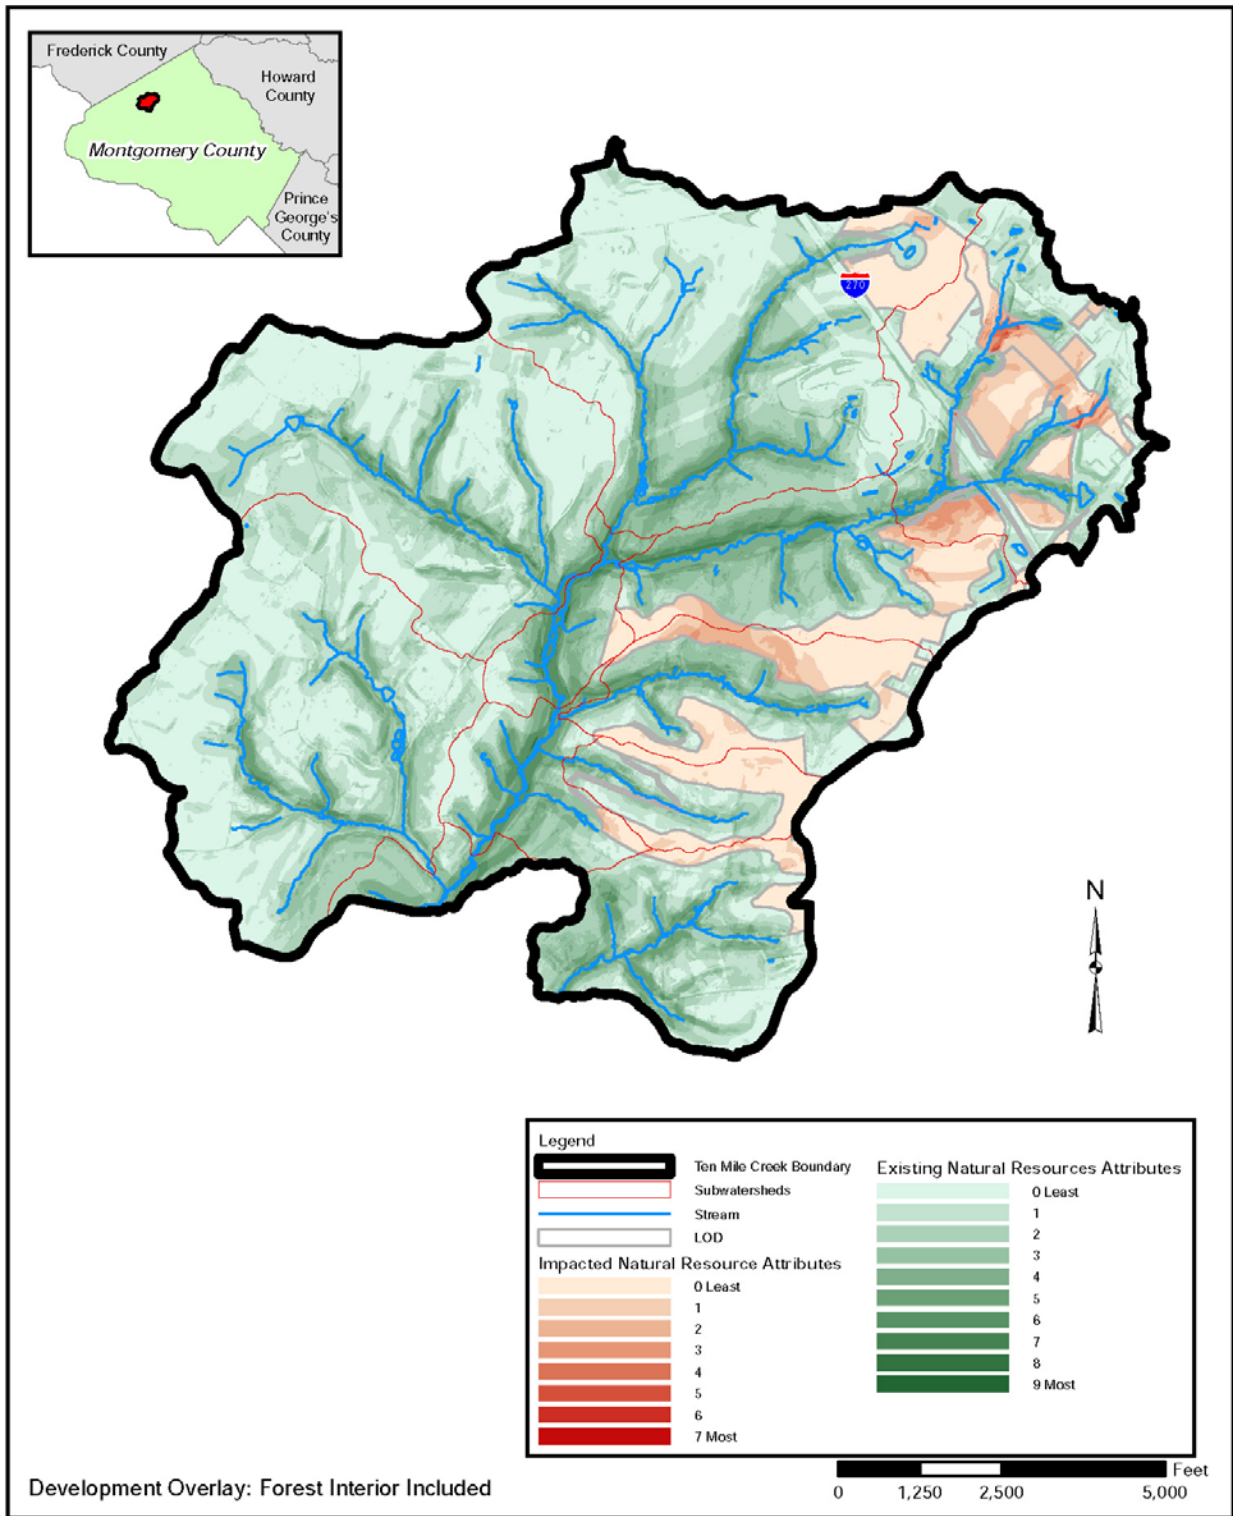 Frederick County
Howard
County
Montgomery County
Prince
George's
County
270
N
Legend
Ten Mile Creek Boundary
Subwatersheds
Stream
LOD
Impacted Natural Resource Attributes
0 Least
1
2
3
4
5
6
7 Most
Existing Natural Resources Attributes
0 Least
1
2
3
4
5
6
7
8
9 Most
Development Overlay: Forest Interior Included
Feet
0 1,250 2,500 5,000